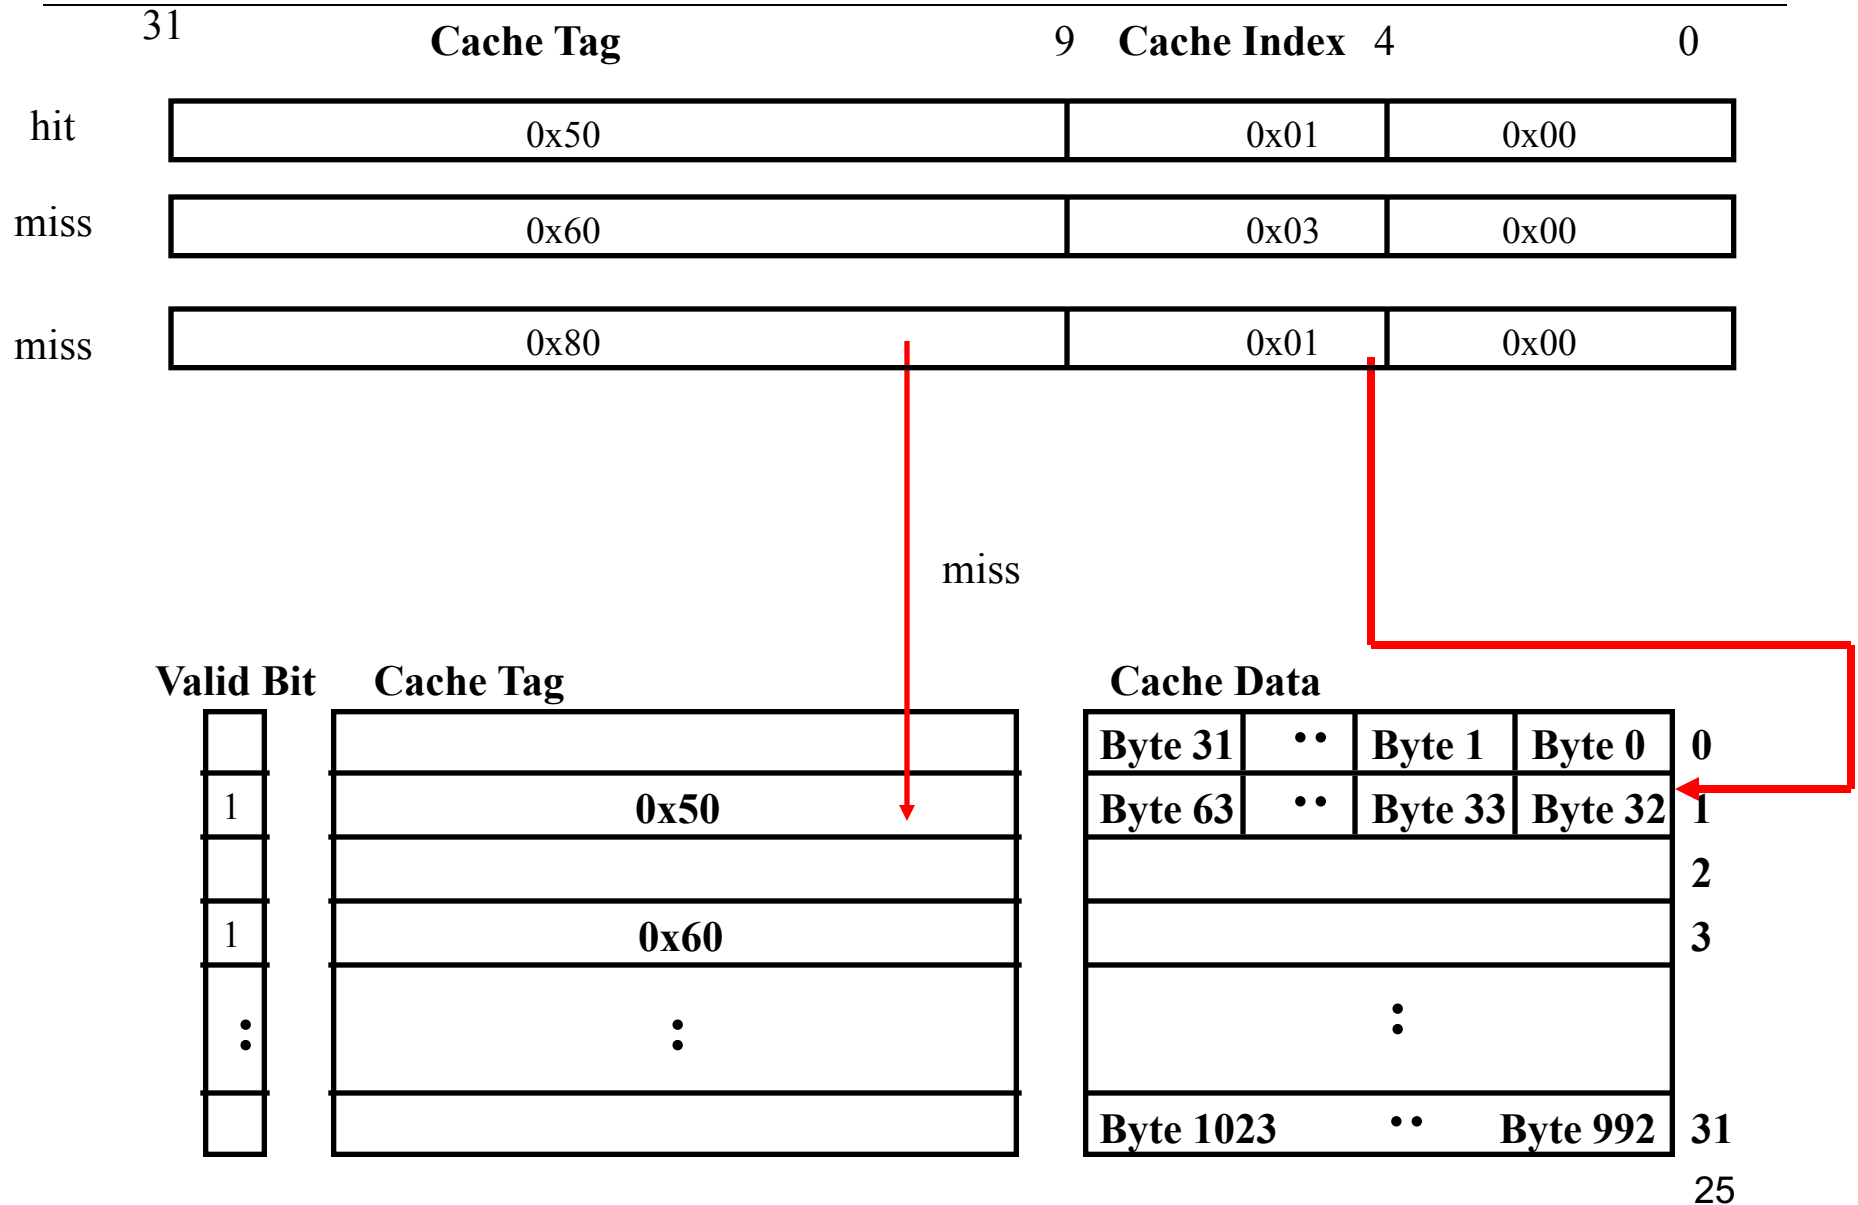 31 Cache Tag 9 Cache Index 4 0
hit 0x50 0x01 0x00
miss 0x60 0x03 0x00
miss 0x80 0x01 0x00
miss
Valid Bit Cache Tag Cache Data
Byte 31 .. Byte 1 Byte 0 0
1 0x50 Byte 63 .. Byte 33 Byte 32 1
2
1 0x60 3
: : :
Byte 1023 .. Byte 992 31
25